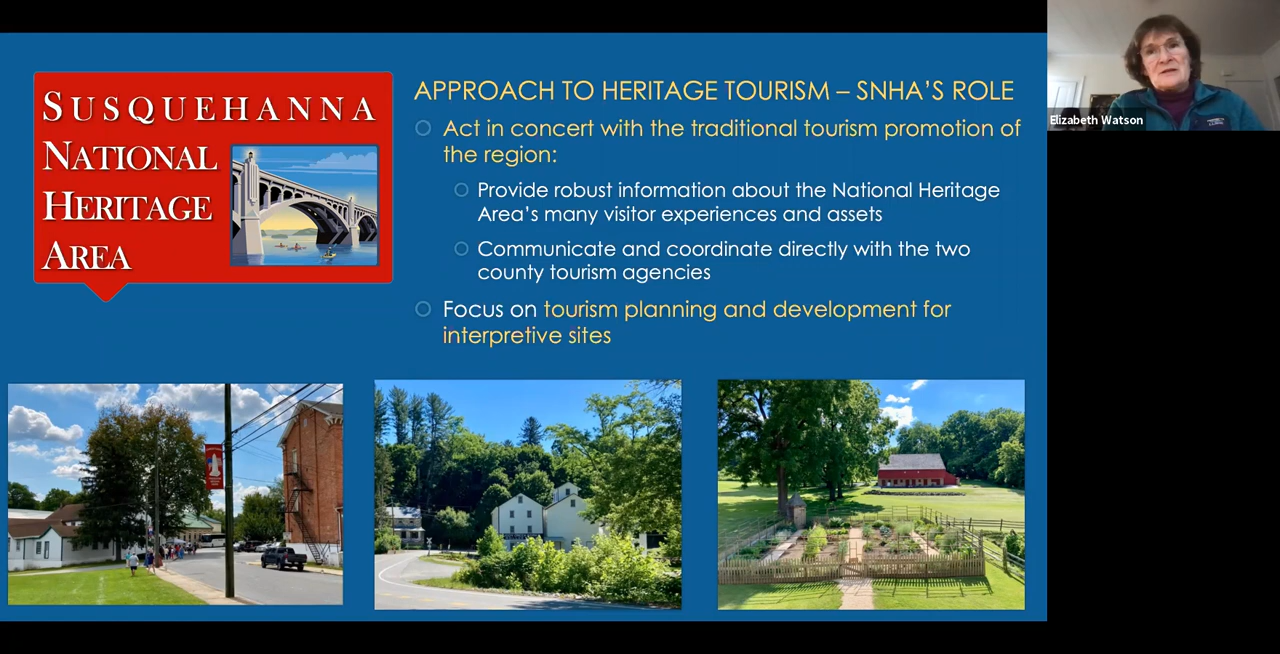 SUSQUEHANNA
NATIONAL
HERITAGE
AREA
APPROACH TO HERITAGE TOURISM – SNHA'S ROLE
Act in concert with the traditional tourism promotion of
the region:
Provide robust information about the National Heritage
Area's many visitor experiences and assets
Communicate and coordinate directly with the two
county tourism agencies
Focus on tourism planning and development for
interpretive sites
Elizabeth Watson